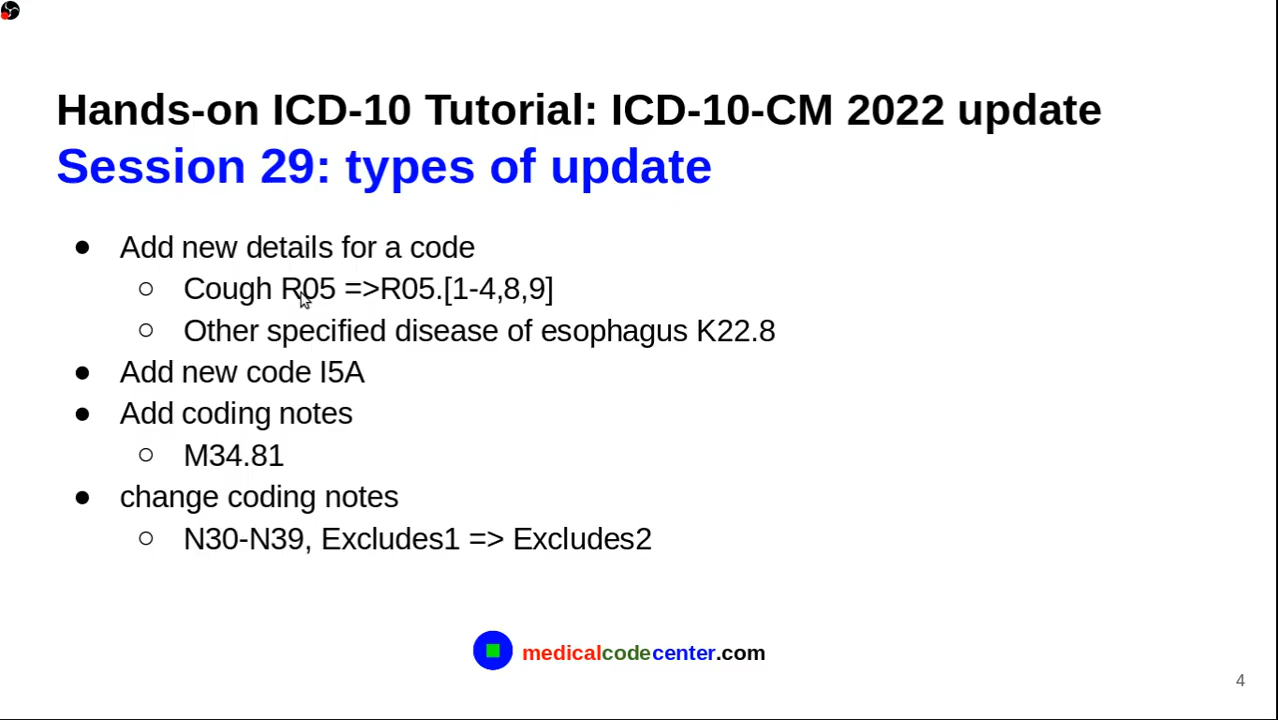 Hands-on ICD-10 Tutorial: ICD-10-CM 2022 update
Session 29: types of update
● Add new details for a code
○ Cough R05 =>R05.[1-4,8,9]
○ Other specified disease of esophagus K22.8
● Add new code I5A
● Add coding notes
○ M34.81
● change coding notes
○ N30-N39, Excludes1 => Excludes2
medicalcodecenter.com
4